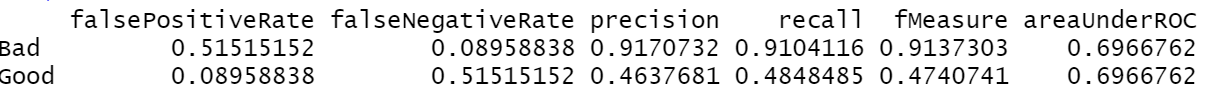 falsePositiveRate falseNegativeRate precision recall fMeasure areaUnderROC
Bad 0.51515152 0.08958838 0.9170732 0.9104116 0.9137303 0.6966762
Good 0.08958838 0.51515152 0.4637681 0.4848485 0.4740741 0.6966762